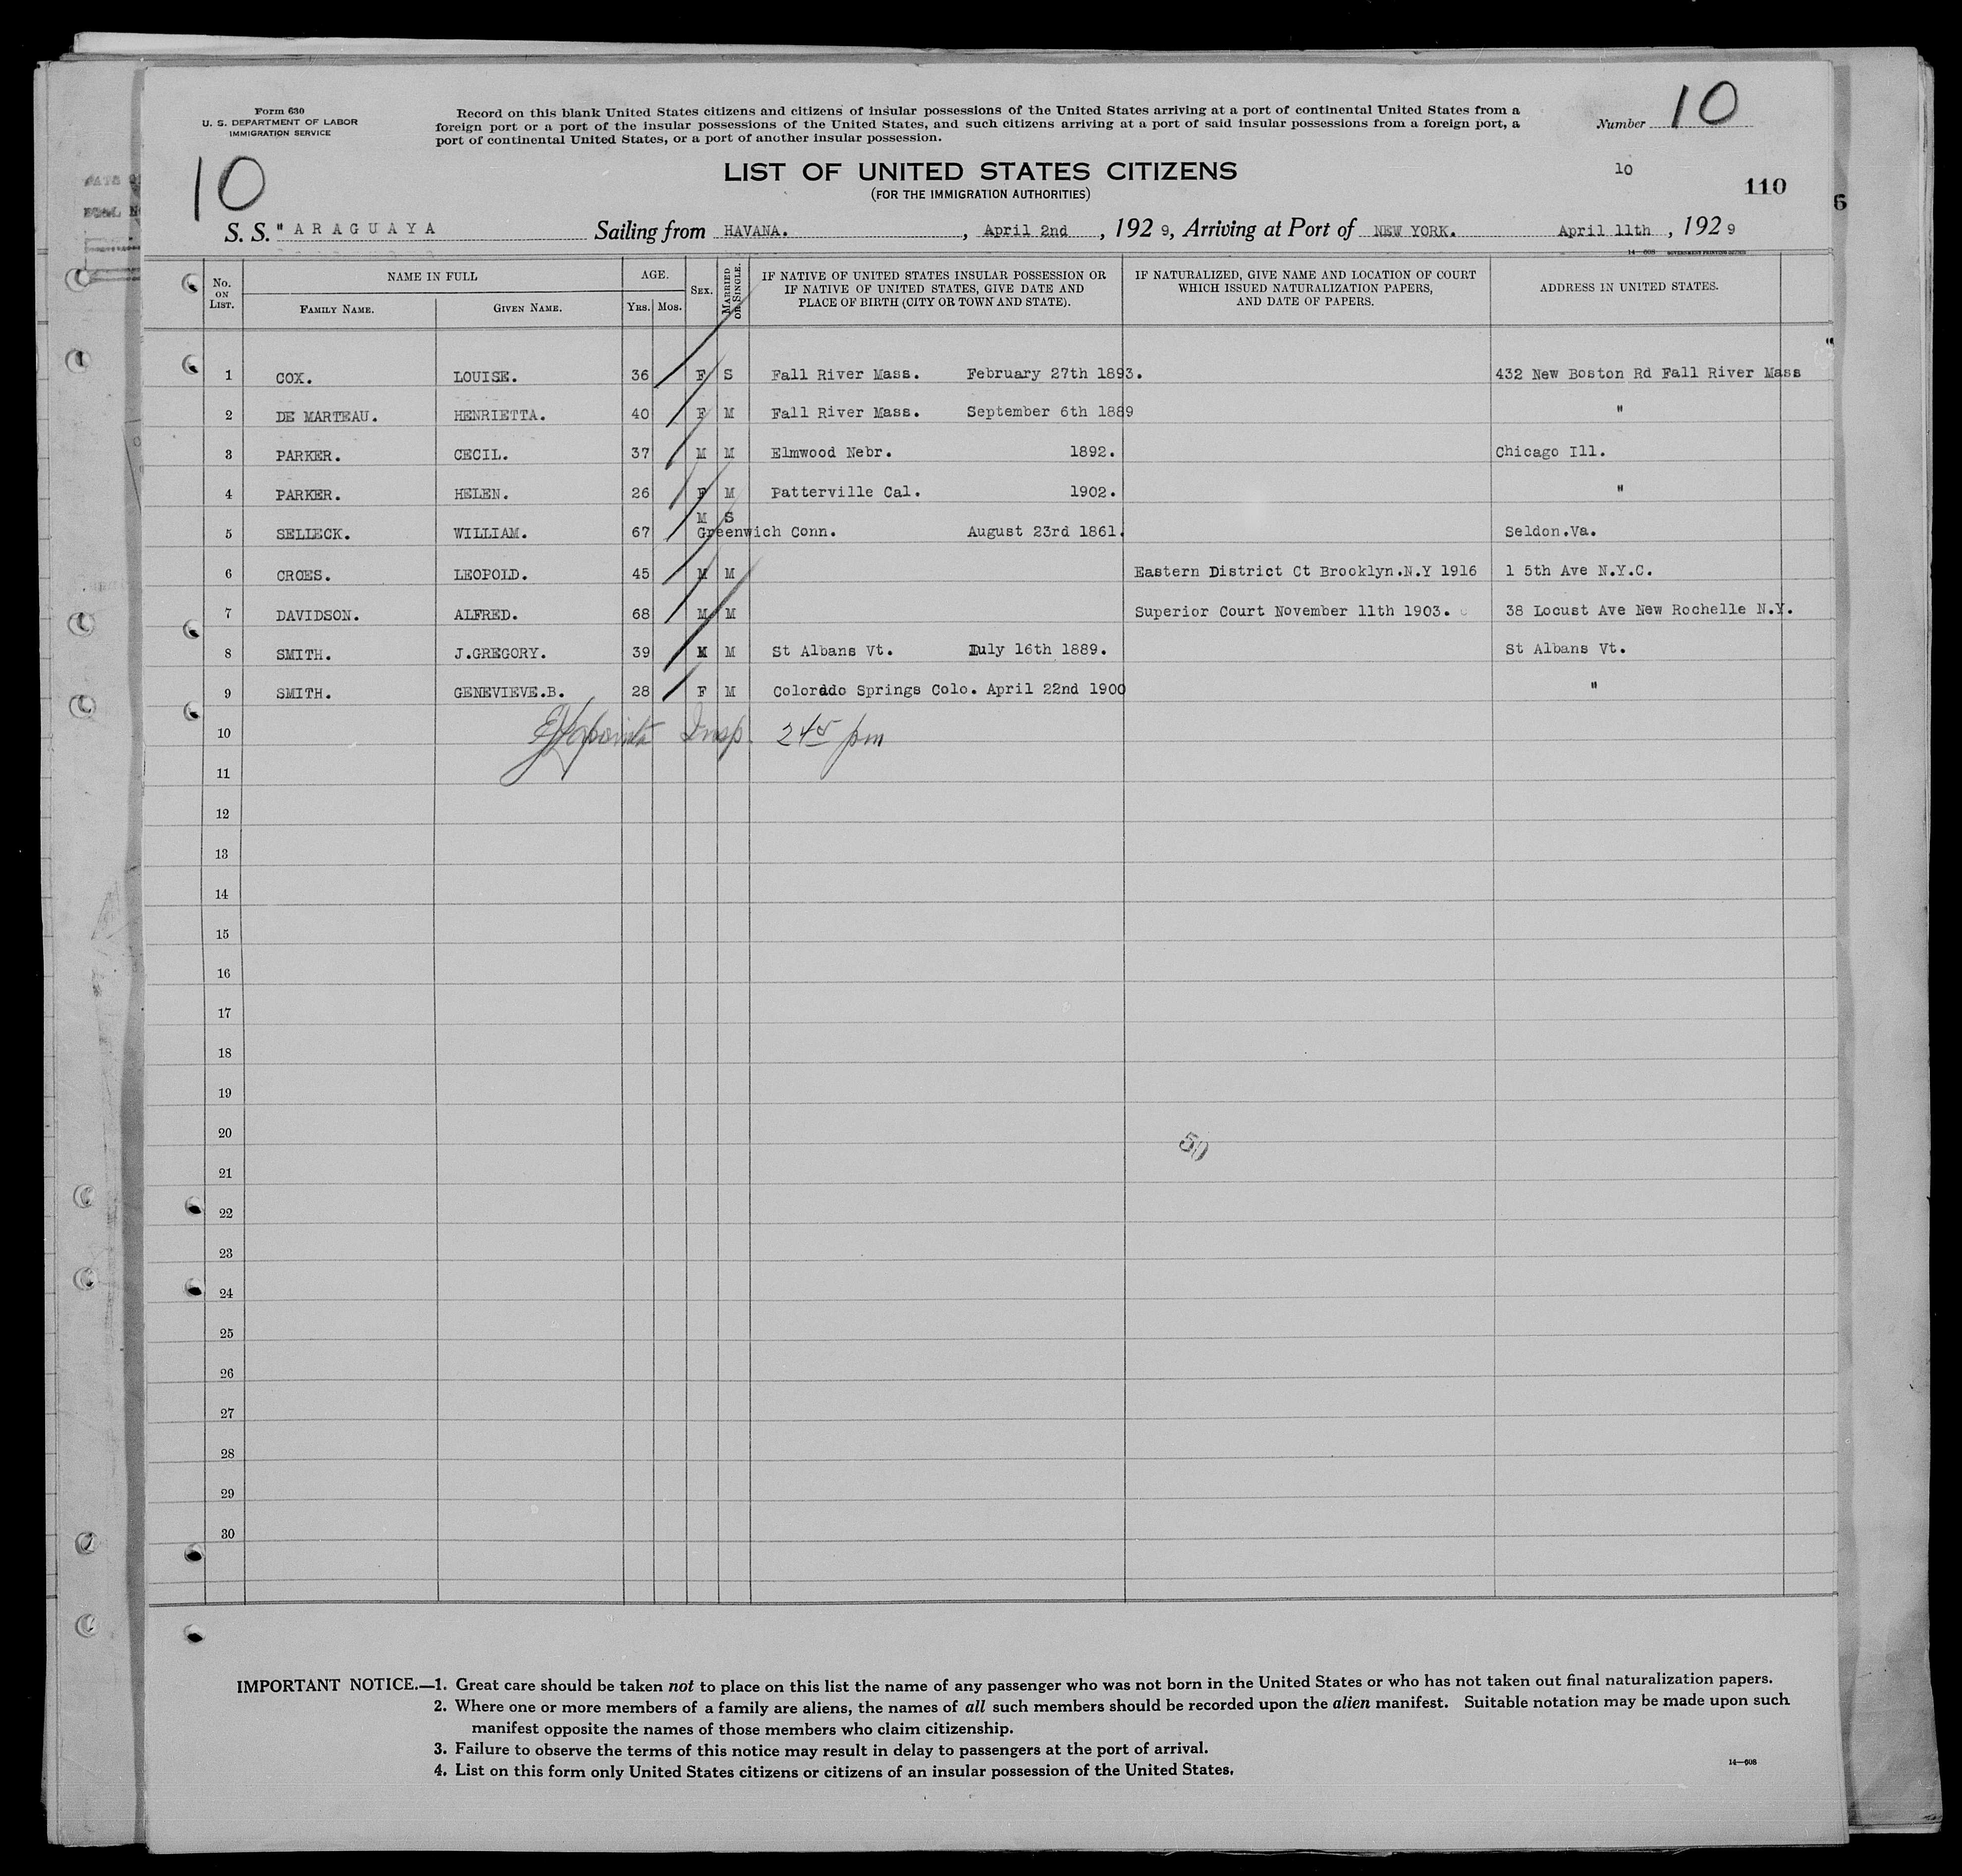 Form 630
U. S. DEPARTMENT OF LABOR
IMMIGRATION SERVICE
Record on this blank United States citizens and citizens of insular possessions of the United States arriving at a port of continental United States from a
foreign port or a port of the insular possessions of the United States, and such citizens arriving at a port of said insular possessions from a foreign port, a
port of continental United States, or a port of another insular possession.
Number 10
10
LIST OF UNITED STATES CITIZENS
(FOR THE IMMIGRATION AUTHORITIES)
10
110
6
S. S. " ARAGUAYA Sailing from HAVANA. , April 2nd , 192 9, Arriving at Port of NEW YORK. April 11th , 192 9
14—608 GOVERNMENT PRINTING OFFICE
No. ON LIST. NAME IN FULL AGE. SEX. MARRIED OR SINGLE. IF NATIVE OF UNITED STATES INSULAR POSSESSION OR IF NATIVE OF UNITED STATES, GIVE DATE AND PLACE OF BIRTH (CITY OR TOWN AND STATE). IF NATURALIZED, GIVE NAME AND LOCATION OF COURT WHICH ISSUED NATURALIZATION PAPERS, AND DATE OF PAPERS. ADDRESS IN UNITED STATES.
FAMILY NAME. GIVEN NAME. YRS. MOS.
1 COX. LOUISE. 36 F S Fall River Mass. February 27th 1893. 432 New Boston Rd Fall River Mass
2 DE MARTEAU. HENRIETTA. 40 F M Fall River Mass. September 6th 1889 "
3 PARKER. CECIL. 37 M M Elmwood Nebr. 1892. Chicago Ill.
4 PARKER. HELEN. 26 F M Patterville Cal. 1902. "
5 SELLECK. WILLIAM. 67 M S Greenwich Conn. August 23rd 1861. Seldon.Va.
6 CROES. LEOPOLD. 45 M M Eastern District Ct Brooklyn.N.Y 1916 1 5th Ave N.Y.C.
7 DAVIDSON. ALFRED. 68 M M Superior Court November 11th 1903. 38 Locust Ave New Rochelle N.Y.
8 SMITH. J.GREGORY. 39 M M St Albans Vt. July 16th 1889. St Albans Vt.
9 SMITH. GENEVIEVE.B. 28 F M Colorado Springs Colo. April 22nd 1900 "
10 Insp. 245 pm
11
12
13
14
15
16
17
18
19
20
50
21
22
23
24
25
26
27
28
29
30
IMPORTANT NOTICE.—1. Great care should be taken not to place on this list the name of any passenger who was not born in the United States or who has not taken out final naturalization papers.
2. Where one or more members of a family are aliens, the names of all such members should be recorded upon the alien manifest. Suitable notation may be made upon such
manifest opposite the names of those members who claim citizenship.
3. Failure to observe the terms of this notice may result in delay to passengers at the port of arrival.
4. List on this form only United States citizens or citizens of an insular possession of the United States.
14—608